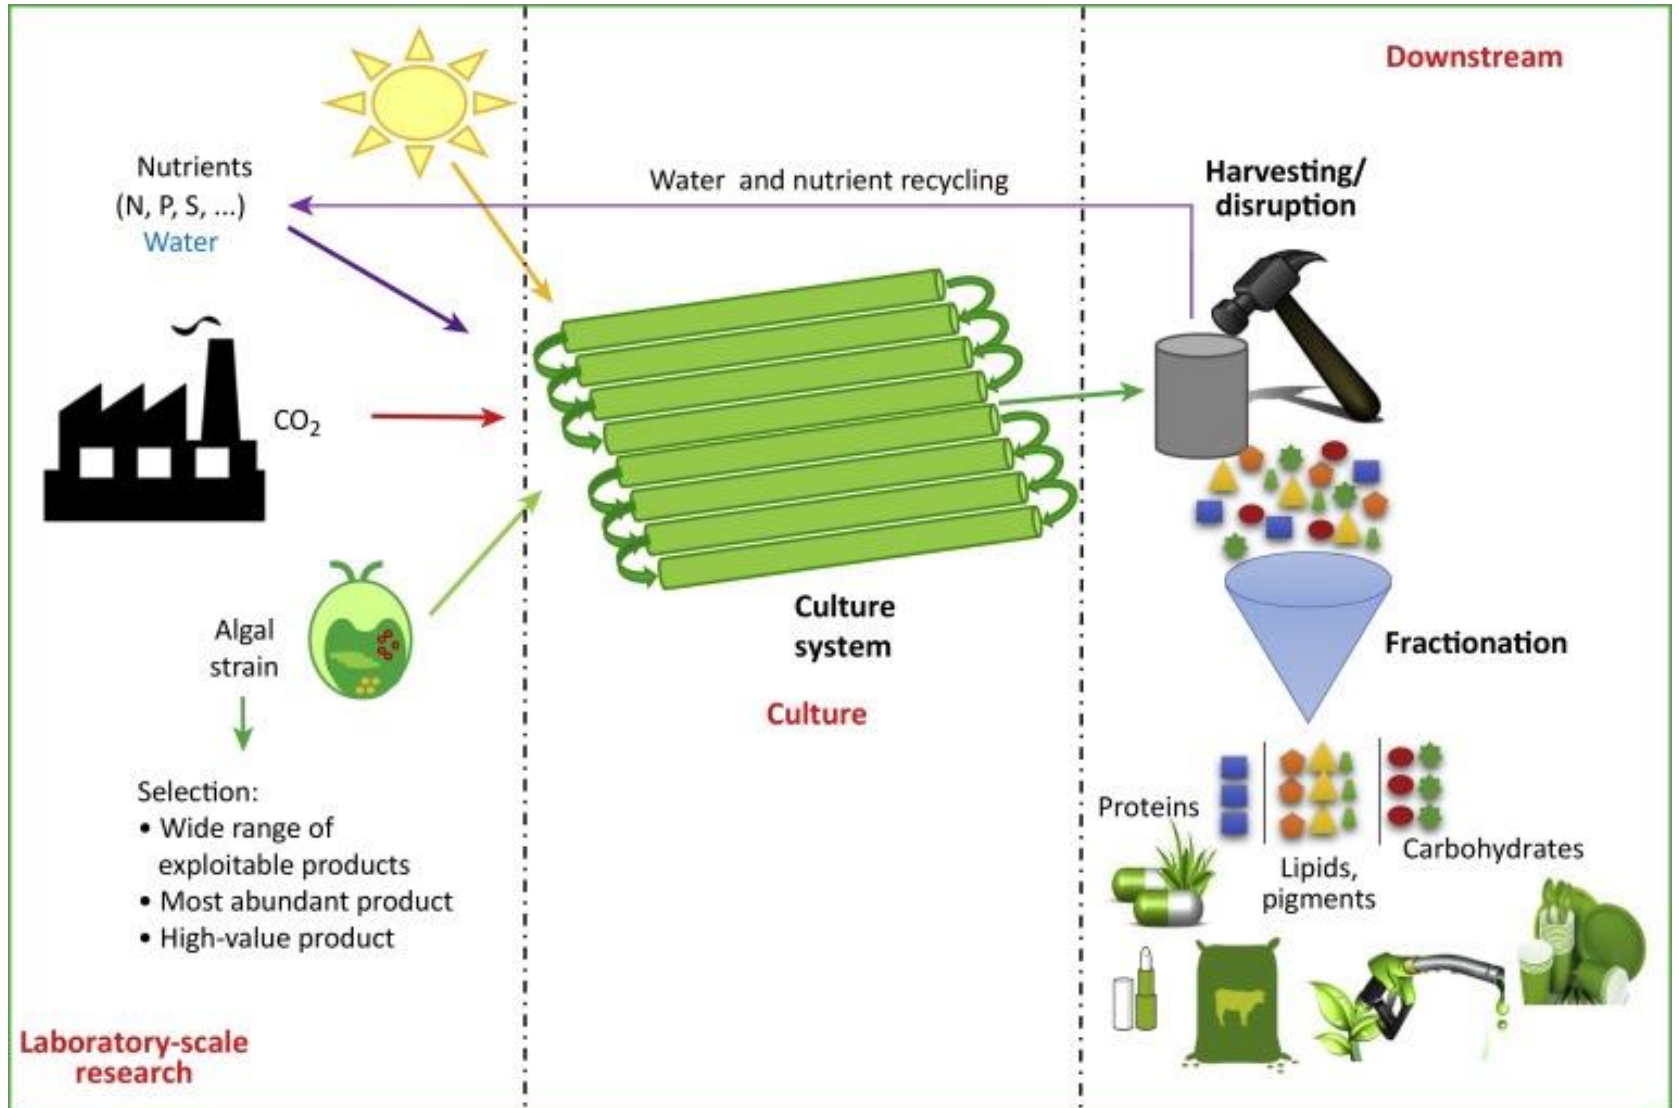 Nutrients
(N, P, S, ...)
Water
CO₂
Algal
strain
Selection:
• Wide range of
exploitable products
• Most abundant product
• High-value product
Laboratory-scale
research
Water and nutrient recycling
Culture
system
Culture
Downstream
Harvesting/
disruption
Fractionation
Proteins
Lipids,
pigments
Carbohydrates